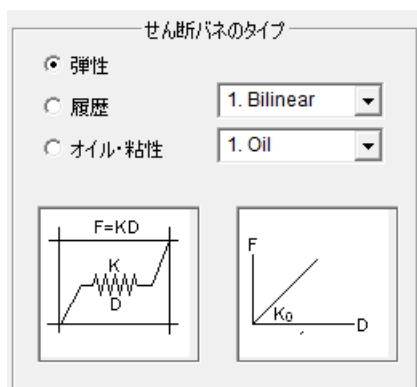 せん断バネのタイプ
弾性
履歴
1. Bilinear
オイル・粘性
1. Oil
F=KD
K
D
F
K0
D